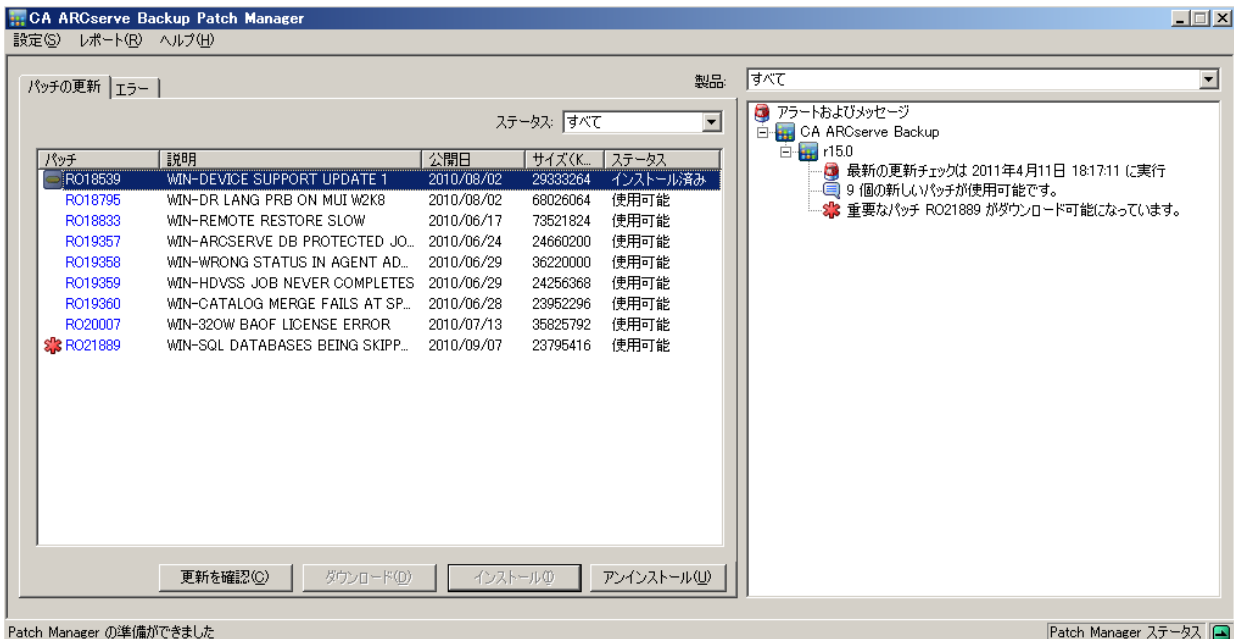 CA ARCserve Backup Patch Manager
設定(S) レポート(R) ヘルプ(H)
パッチの更新 エラー
製品: すべて
ステータス: すべて
パッチ 説明 公開日 サイズ(K... ステータス
RO18539 WIN-DEVICE SUPPORT UPDATE 1 2010/08/02 29333264 インストール済み
RO18795 WIN-DR LANG PRB ON MUI W2K8 2010/08/02 68026064 使用可能
RO18833 WIN-REMOTE RESTORE SLOW 2010/06/17 73521824 使用可能
RO19357 WIN-ARCSERVE DB PROTECTED JO... 2010/06/24 24660200 使用可能
RO19358 WIN-WRONG STATUS IN AGENT AD... 2010/06/29 36220000 使用可能
RO19359 WIN-HDVSS JOB NEVER COMPLETES 2010/06/29 24256368 使用可能
RO19360 WIN-CATALOG MERGE FAILS AT SP... 2010/06/28 23952296 使用可能
RO20007 WIN-32OW BAOF LICENSE ERROR 2010/07/13 35825792 使用可能
RO21889 WIN-SQL DATABASES BEING SKIPP... 2010/09/07 23795416 使用可能
更新を確認(C) ダウンロード(D) インストール(I) アンインストール(U)
アラートおよびメッセージ
CA ARCserve Backup
r15.0
最新の更新チェックは 2011年4月11日 18:17:11 に実行
9 個の新しいパッチが使用可能です。
重要なパッチ RO21889 がダウンロード可能になっています。
Patch Manager の準備ができました
Patch Manager ステータス